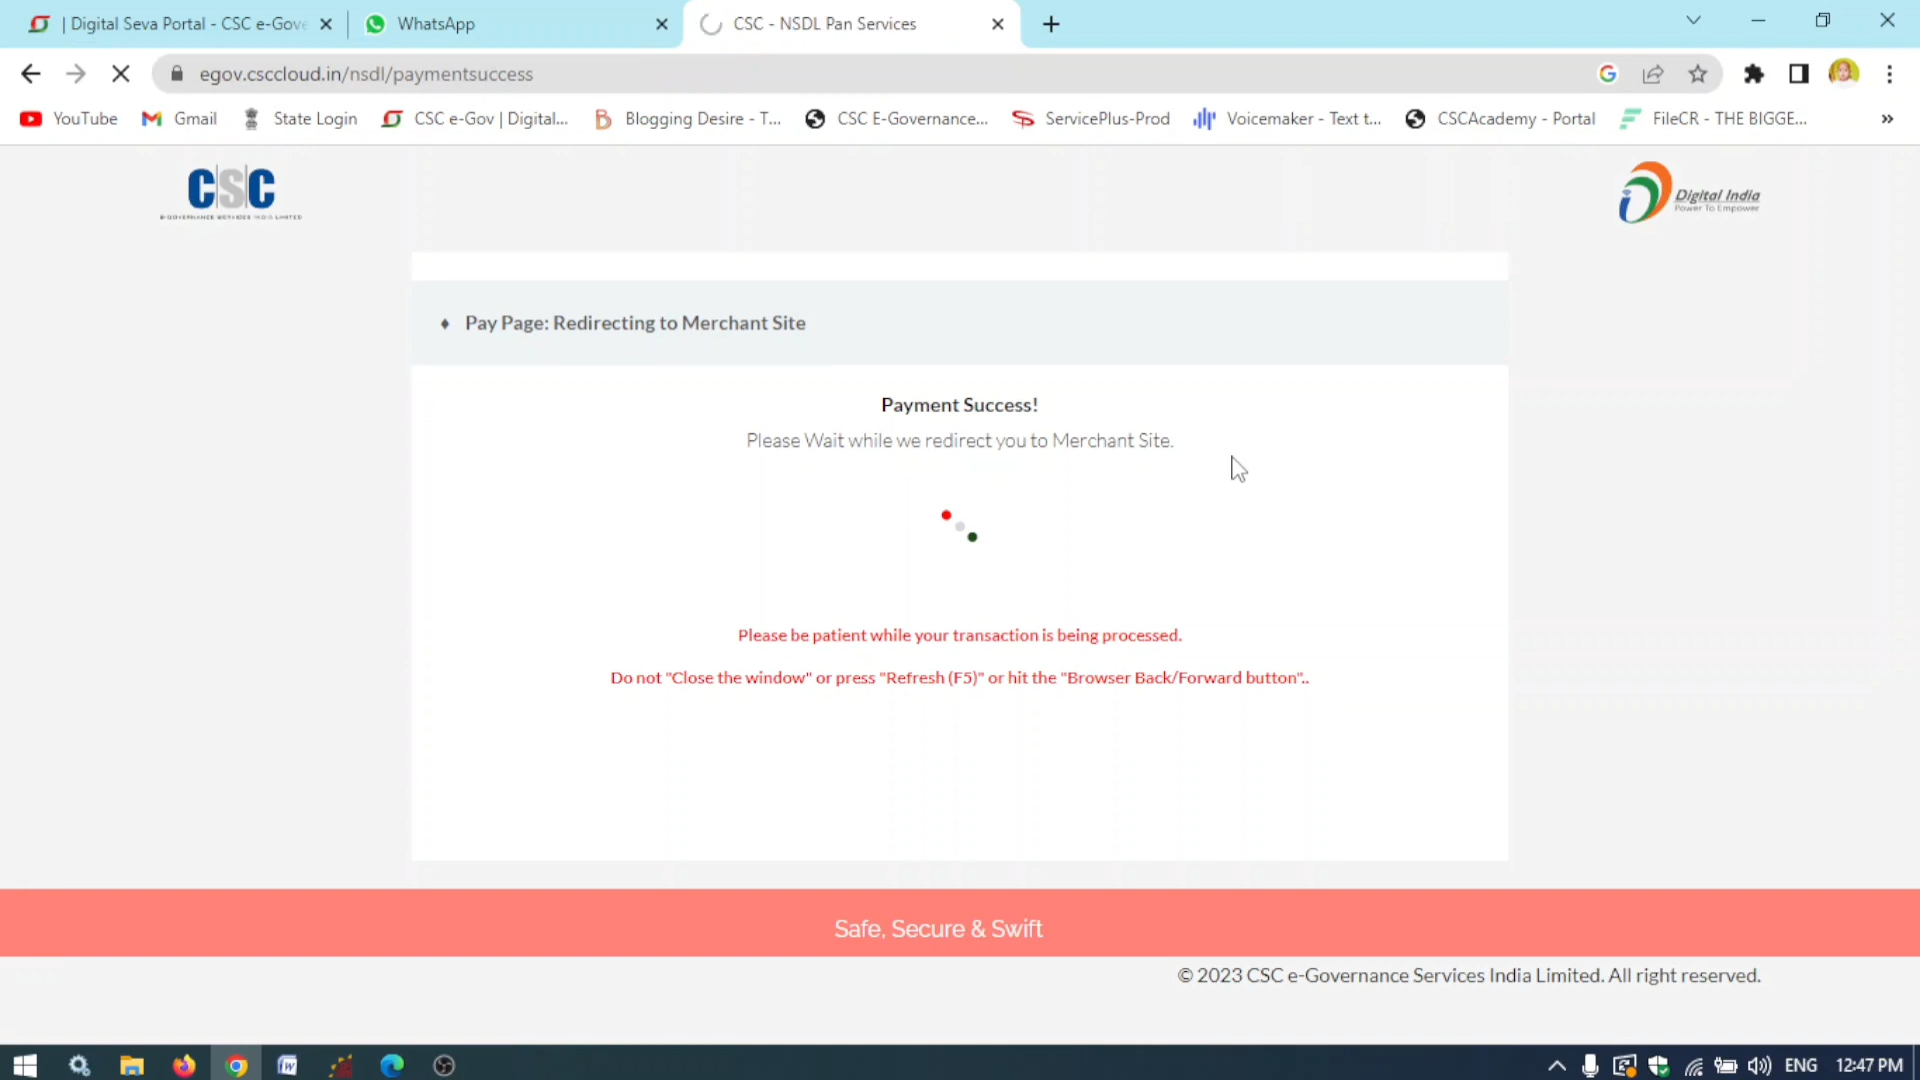 | Digital Seva Portal - CSC e-Gove
WhatsApp
CSC - NSDL Pan Services
egov.csccloud.in/nsdl/paymentsuccess
YouTube
Gmail
State Login
CSC e-Gov | Digital...
Blogging Desire - T...
CSC E-Governance...
ServicePlus-Prod
Voicemaker - Text t...
CSCAcademy - Portal
FileCR - THE BIGGE...
CSC
E-GOVERNANCE SERVICES INDIA LIMITED
Digital India
Power To Empower
Pay Page: Redirecting to Merchant Site
Payment Success!
Please Wait while we redirect you to Merchant Site.
Please be patient while your transaction is being processed.
Do not "Close the window" or press "Refresh (F5)" or hit the "Browser Back/Forward button"..
Safe, Secure & Swift
© 2023 CSC e-Governance Services India Limited. All right reserved.
ENG
12:47 PM